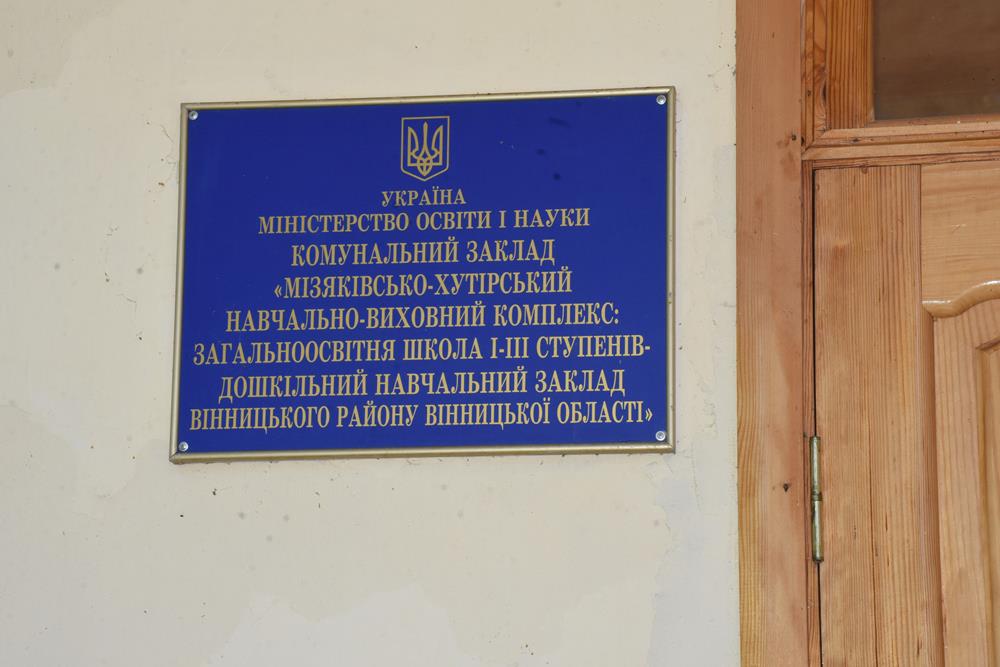 УКРАЇНА
МІНІСТЕРСТВО ОСВІТИ І НАУКИ
КОМУНАЛЬНИЙ ЗАКЛАД
«МІЗЯКІВСЬКО-ХУТІРСЬКИЙ
НАВЧАЛЬНО-ВИХОВНИЙ КОМПЛЕКС:
ЗАГАЛЬНООСВІТНЯ ШКОЛА І-ІІІ СТУПЕНІВ-
ДОШКІЛЬНИЙ НАВЧАЛЬНИЙ ЗАКЛАД
ВІННИЦЬКОГО РАЙОНУ ВІННИЦЬКОЇ ОБЛАСТІ»